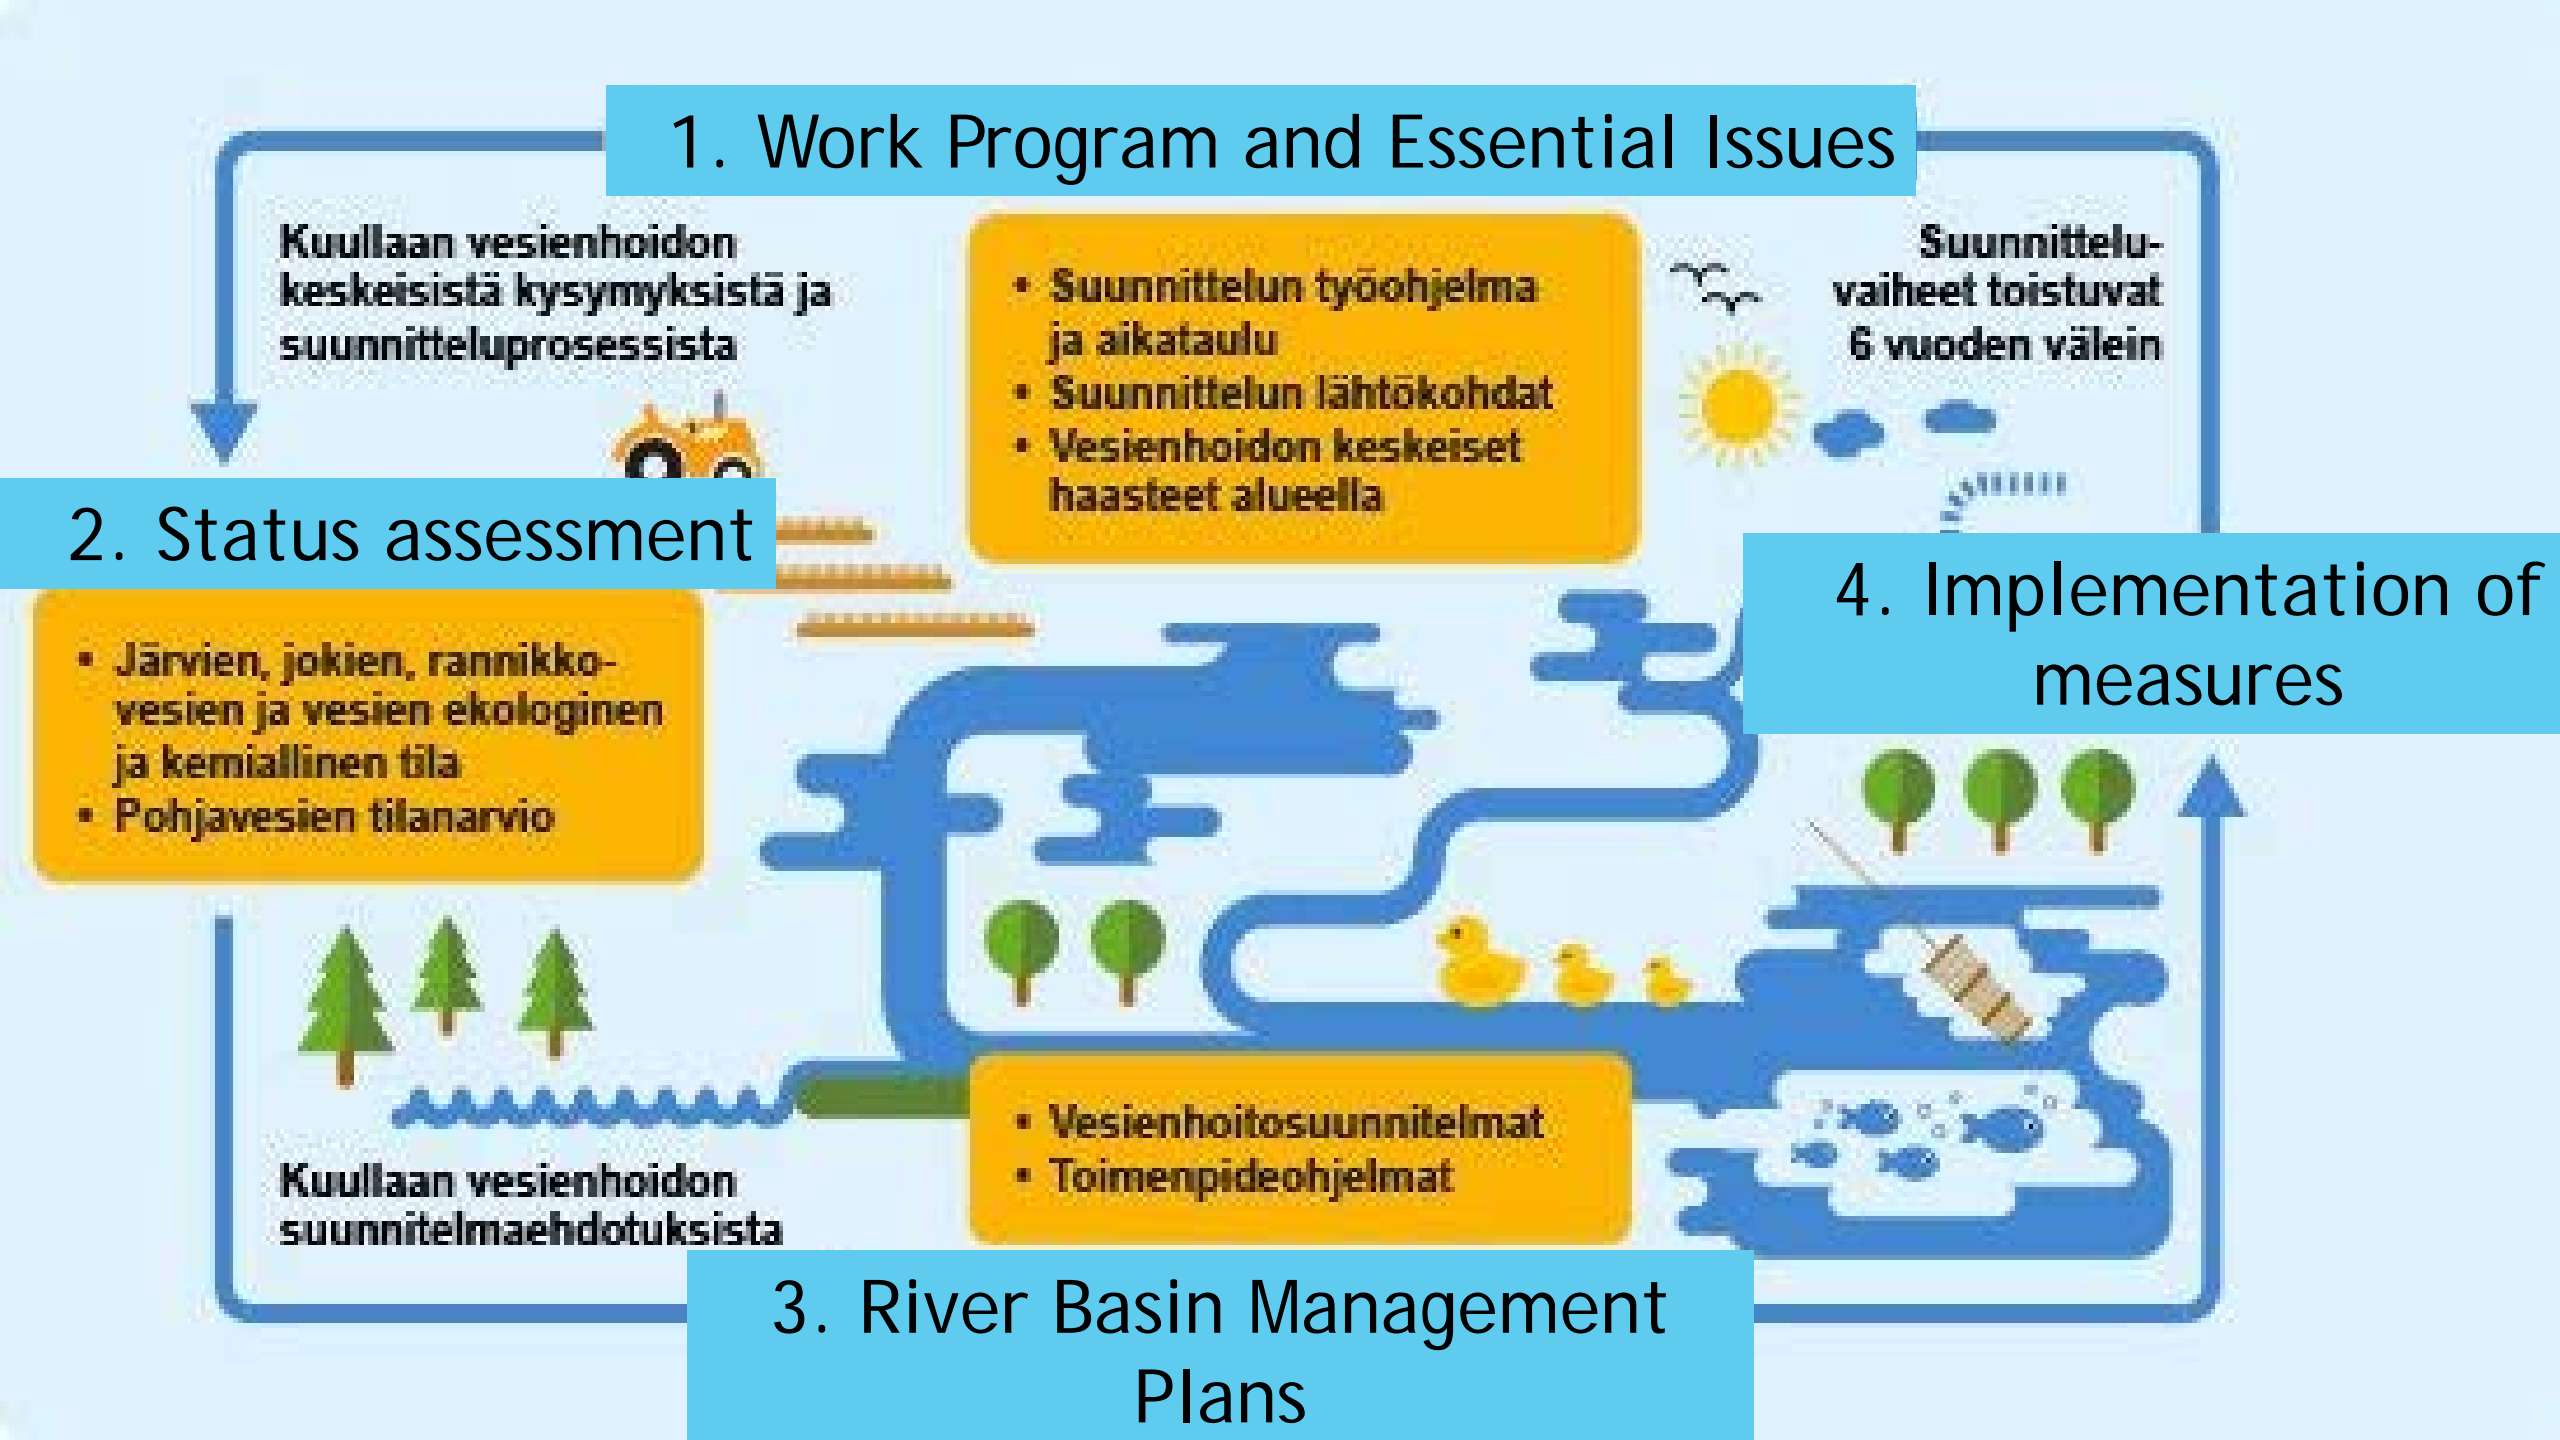 1. Work Program and Essential Issues
Kuullaan vesienhoidon
keskeisistä kysymyksistä ja
suunnitteluprosessista
• Suunnittelun työohjelma
ja aikataulu
• Suunnittelun lähtökohdat
• Vesienhoidon keskeiset
haasteet alueella
Suunnittelu-
vaiheet toistuvat
6 vuoden välein
2. Status assessment
• Järvien, jokien, rannikko-
vesien ja vesien ekologinen
ja kemiallinen tila
• Pohjavesien tilanarvio
4. Implementation of
measures
Kuullaan vesienhoidon
suunnitelmaehdotuksista
• Vesienhoitosuunnitelmat
• Toimenpideohjelmat
3. River Basin Management
Plans